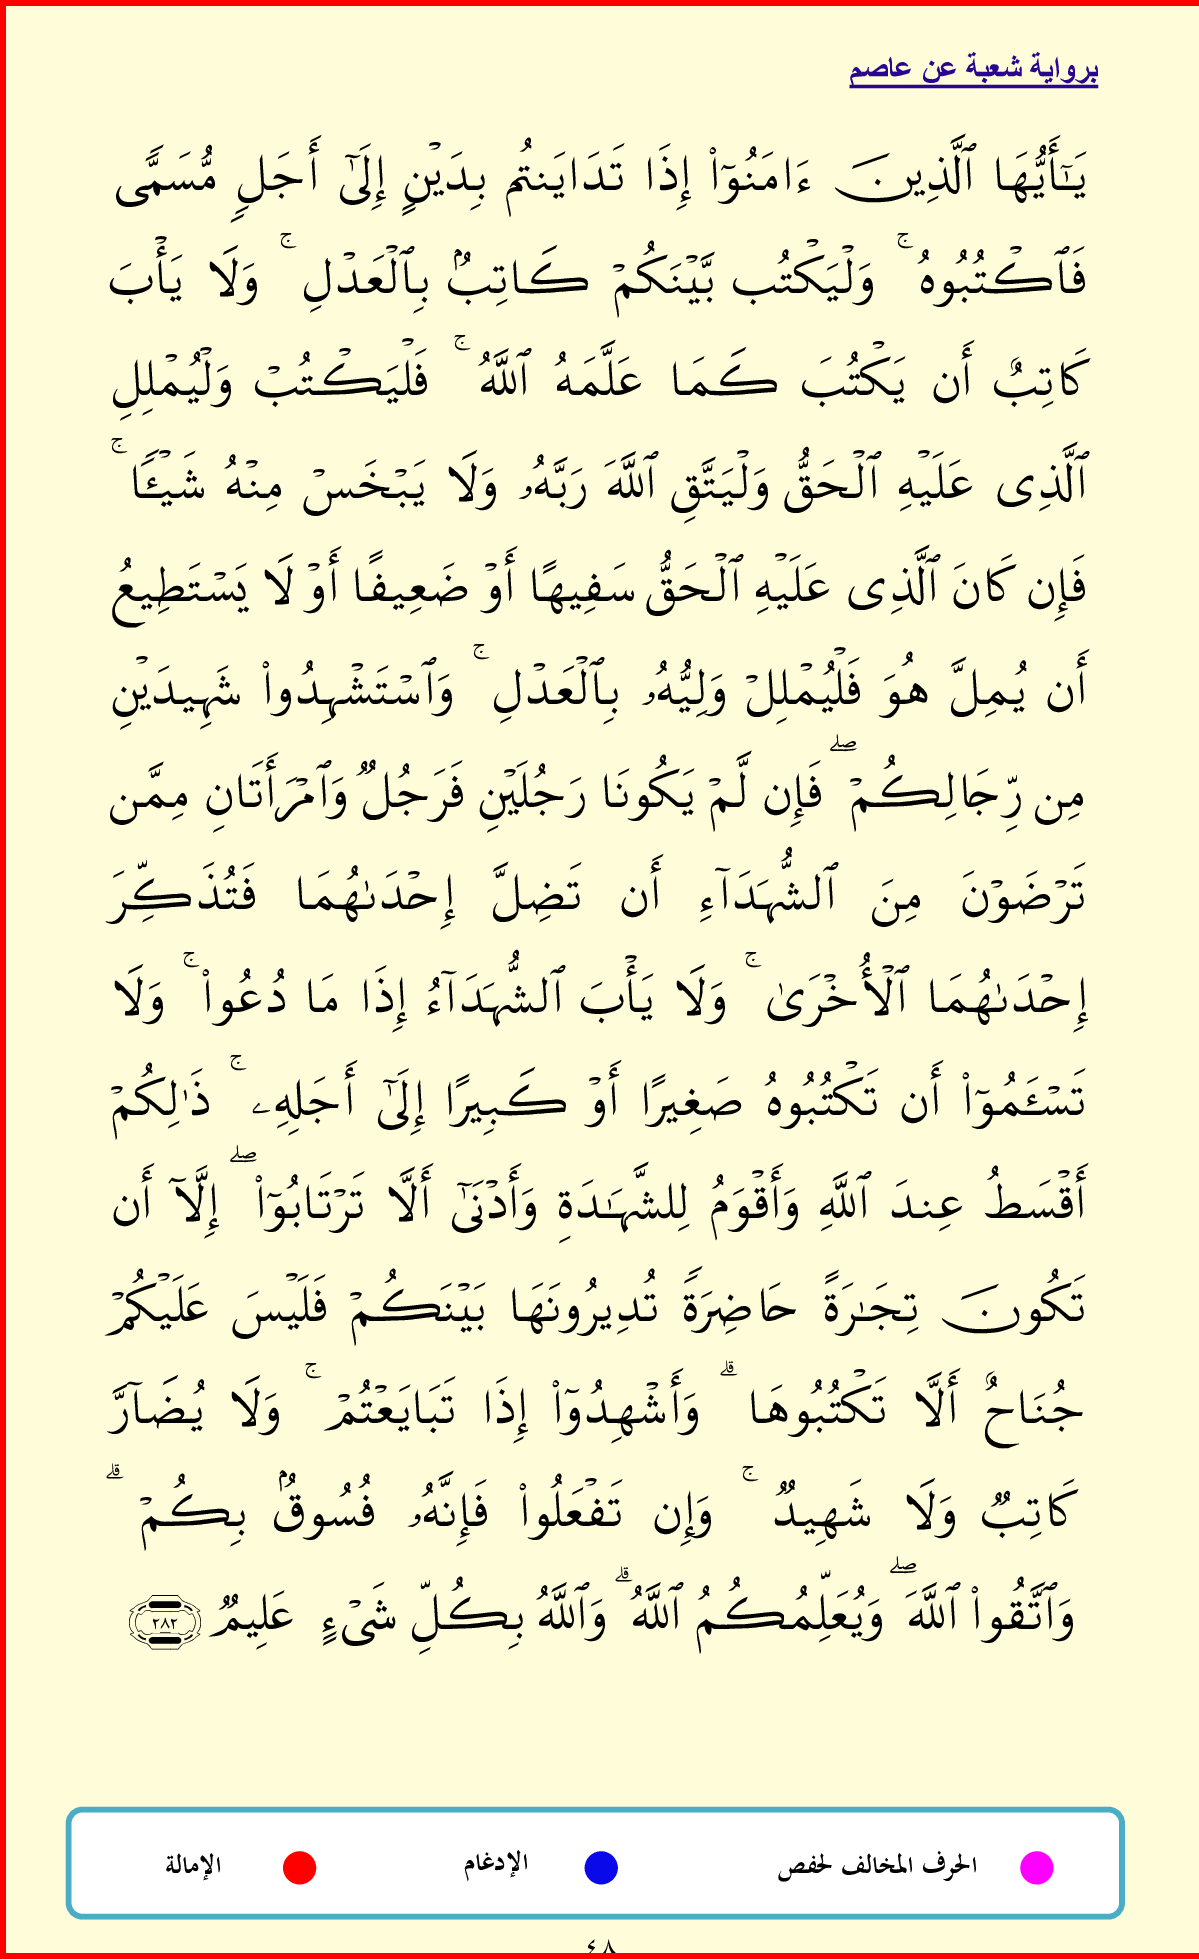 برواية شعبة عن عاصم
يَٰٓأَيُّهَا ٱلَّذِينَ ءَامَنُوٓاْ إِذَا تَدَايَنتُم بِدَيْنٍ إِلَىٰٓ أَجَلٍ مُّسَمًّى
فَٱكْتُبُوهُ ۚ وَلْيَكْتُب بَّيْنَكُمْ كَاتِبٌۢ بِٱلْعَدْلِ ۚ وَلَا يَأْبَ
كَاتِبٌ أَن يَكْتُبَ كَمَا عَلَّمَهُ ٱللَّهُ ۚ فَلْيَكْتُبْ وَلْيُمْلِلِ
ٱلَّذِى عَلَيْهِ ٱلْحَقُّ وَلْيَتَّقِ ٱللَّهَ رَبَّهُۥ وَلَا يَبْخَسْ مِنْهُ شَيْـًٔا ۚ
فَإِن كَانَ ٱلَّذِى عَلَيْهِ ٱلْحَقُّ سَفِيهًا أَوْ ضَعِيفًا أَوْ لَا يَسْتَطِيعُ
أَن يُمِلَّ هُوَ فَلْيُمْلِلْ وَلِيُّهُۥ بِٱلْعَدْلِ ۚ وَٱسْتَشْهِدُواْ شَهِيدَيْنِ
مِن رِّجَالِكُمْ ۖ فَإِن لَّمْ يَكُونَا رَجُلَيْنِ فَرَجُلٌ وَٱمْرَأَتَانِ مِمَّن
تَرْضَوْنَ مِنَ ٱلشُّهَدَآءِ أَن تَضِلَّ إِحْدَىٰهُمَا فَتُذَكِّرَ
إِحْدَىٰهُمَا ٱلْأُخْرَىٰ ۚ وَلَا يَأْبَ ٱلشُّهَدَآءُ إِذَا مَا دُعُواْ ۚ وَلَا
تَسْـَٔمُوٓاْ أَن تَكْتُبُوهُ صَغِيرًا أَوْ كَبِيرًا إِلَىٰٓ أَجَلِهِۦ ۚ ذَٰلِكُمْ
أَقْسَطُ عِندَ ٱللَّهِ وَأَقْوَمُ لِلشَّهَٰدَةِ وَأَدْنَىٰٓ أَلَّا تَرْتَابُوٓاْ ۖ إِلَّآ أَن
تَكُونَ تِجَٰرَةً حَاضِرَةً تُدِيرُونَهَا بَيْنَكُمْ فَلَيْسَ عَلَيْكُمْ
جُنَاحٌ أَلَّا تَكْتُبُوهَا ۗ وَأَشْهِدُوٓاْ إِذَا تَبَايَعْتُمْ ۚ وَلَا يُضَآرَّ
كَاتِبٌ وَلَا شَهِيدٌ ۚ وَإِن تَفْعَلُواْ فَإِنَّهُۥ فُسُوقٌۢ بِكُمْ ۗ
وَٱتَّقُواْ ٱللَّهَ ۖ وَيُعَلِّمُكُمُ ٱللَّهُ ۗ وَٱللَّهُ بِكُلِّ شَىْءٍ عَلِيمٌ ٢٨٢
الحرف المخالف لحفص الإدغام الإمالة
٤٨